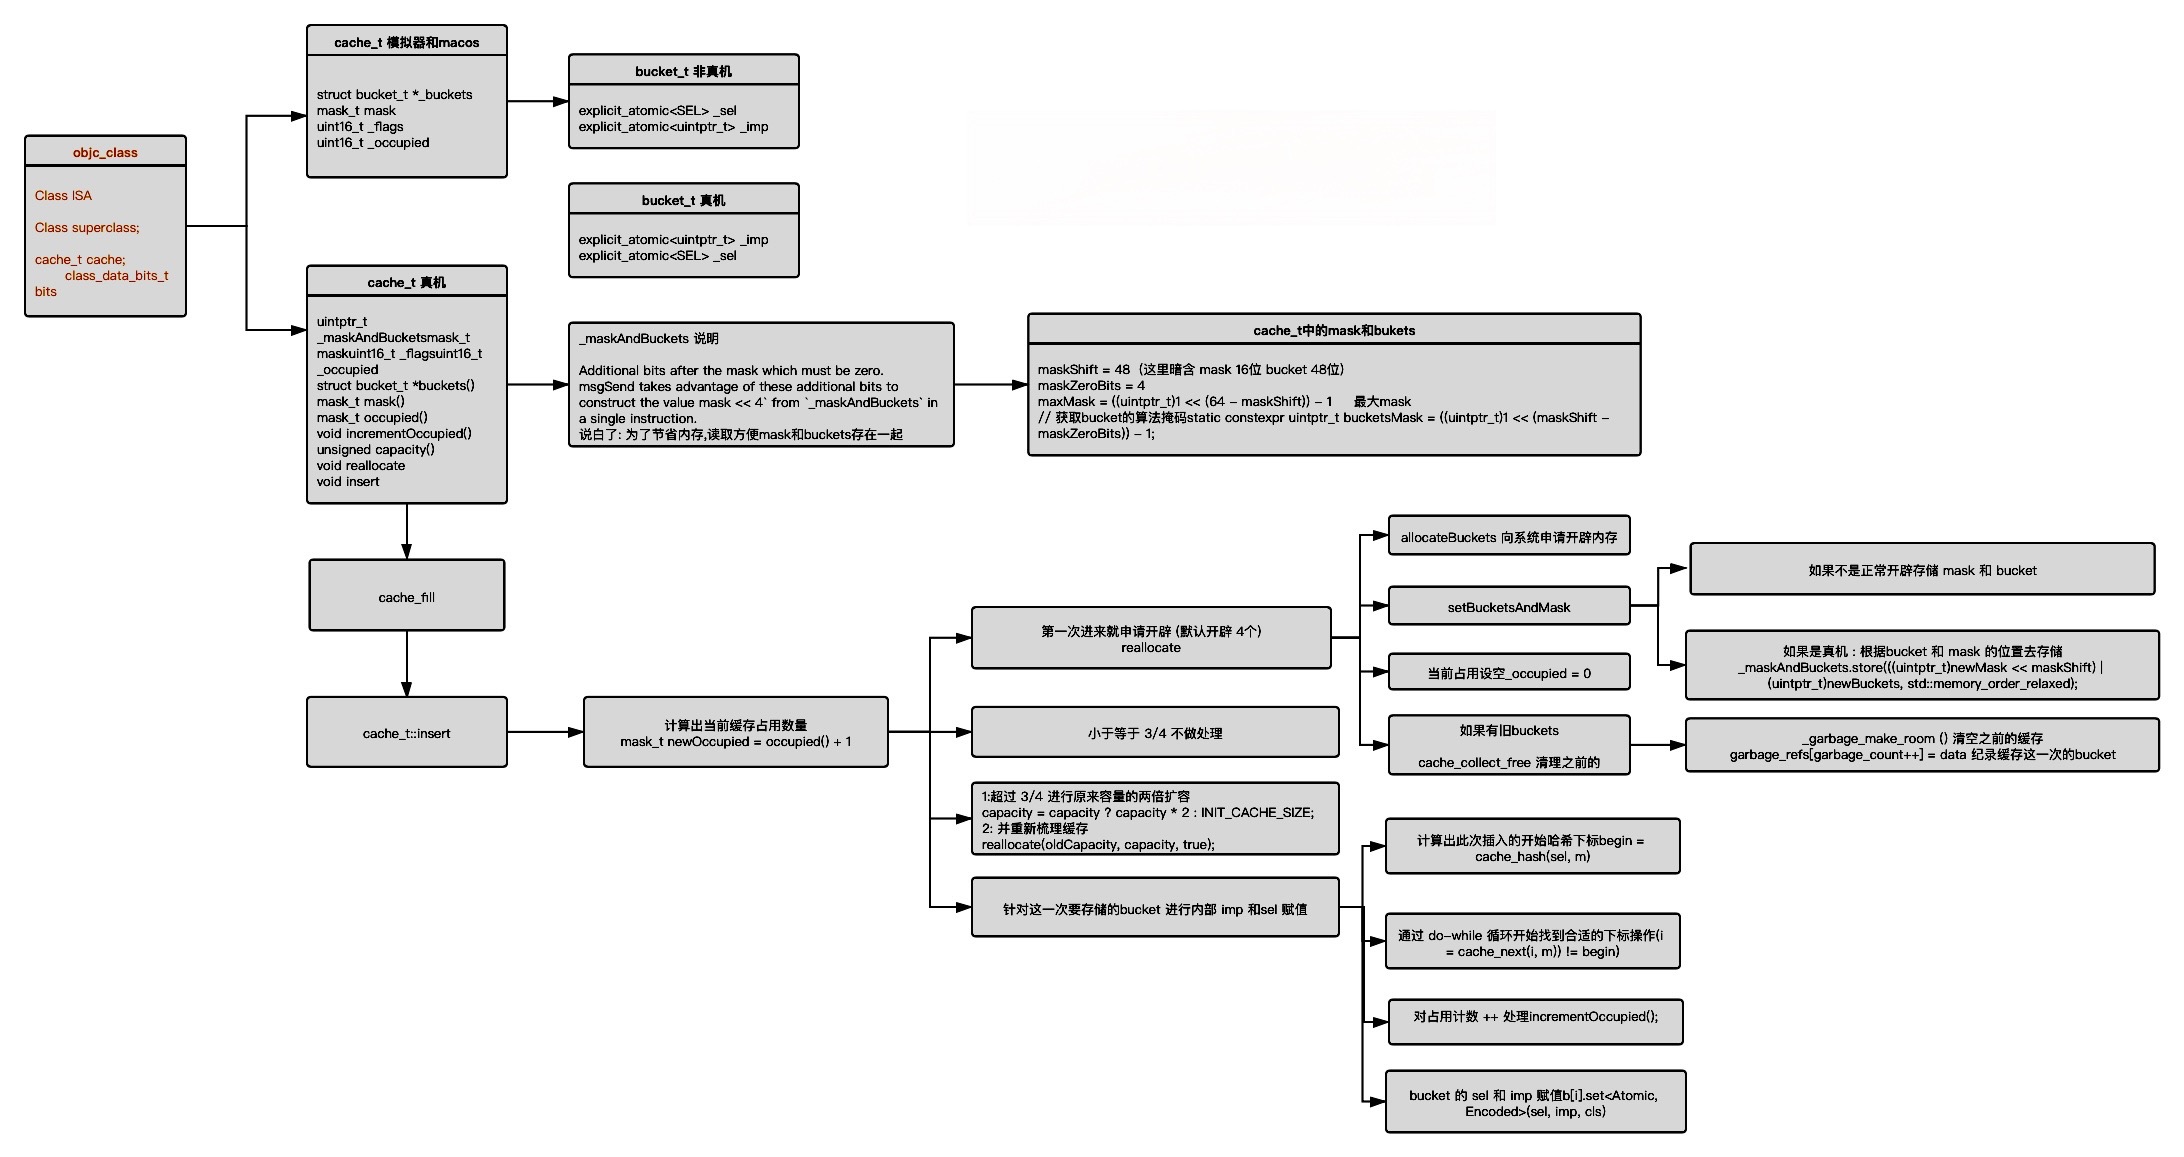 objc_class
Class ISA
Class superclass;
cache_t cache;
class_data_bits_t
bits
cache_t 模拟器和macos
struct bucket_t *_buckets
mask_t mask
uint16_t _flags
uint16_t _occupied
bucket_t 非真机
explicit_atomic<SEL> _sel
explicit_atomic<uintptr_t> _imp
bucket_t 真机
explicit_atomic<uintptr_t> _imp
explicit_atomic<SEL> _sel
cache_t 真机
uintptr_t
_maskAndBucketsmask_t
maskuint16_t _flagsuint16_t
_occupied
struct bucket_t *buckets()
mask_t mask()
mask_t occupied()
void incrementOccupied()
unsigned capacity()
void reallocate
void insert
_maskAndBuckets 说明
Additional bits after the mask which must be zero.
msgSend takes advantage of these additional bits to
construct the value mask << 4` from `_maskAndBuckets` in
a single instruction.
说白了: 为了节省内存,读取方便mask和buckets存在一起
cache_t中的mask和bukets
maskShift = 48（这里暗含 mask 16位 bucket 48位）
maskZeroBits = 4
maxMask = ((uintptr_t)1 << (64 - maskShift)) - 1 最大mask
// 获取bucket的算法掩码static constexpr uintptr_t bucketsMask = ((uintptr_t)1 << (maskShift -
maskZeroBits)) - 1;
cache_fill
cache_t::insert
计算出当前缓存占用数量
mask_t newOccupied = occupied() + 1
第一次进来就申请开辟 (默认开辟 4个)
reallocate
小于等于 3/4 不做处理
1:超过 3/4 进行原来容量的两倍扩容
capacity = capacity ? capacity * 2 : INIT_CACHE_SIZE;
2: 并重新梳理缓存
reallocate(oldCapacity, capacity, true);
针对这一次要存储的bucket 进行内部 imp 和sel 赋值
allocateBuckets 向系统申请开辟内存
setBucketsAndMask
当前占用设空_occupied = 0
如果有旧buckets
cache_collect_free 清理之前的
如果不是正常开辟存储 mask 和 bucket
如果是真机：根据bucket 和 mask 的位置去存储
_maskAndBuckets.store(((uintptr_t)newMask << maskShift) |
(uintptr_t)newBuckets, std::memory_order_relaxed);
_garbage_make_room () 清空之前的缓存
garbage_refs[garbage_count++] = data 纪录缓存这一次的bucket
计算出此次插入的开始哈希下标begin =
cache_hash(sel, m)
通过 do-while 循环开始找到合适的下标操作(i
= cache_next(i, m)) != begin)
对占用计数 ++ 处理incrementOccupied();
bucket 的 sel 和 imp 赋值b[i].set<Atomic,
Encoded>(sel, imp, cls)